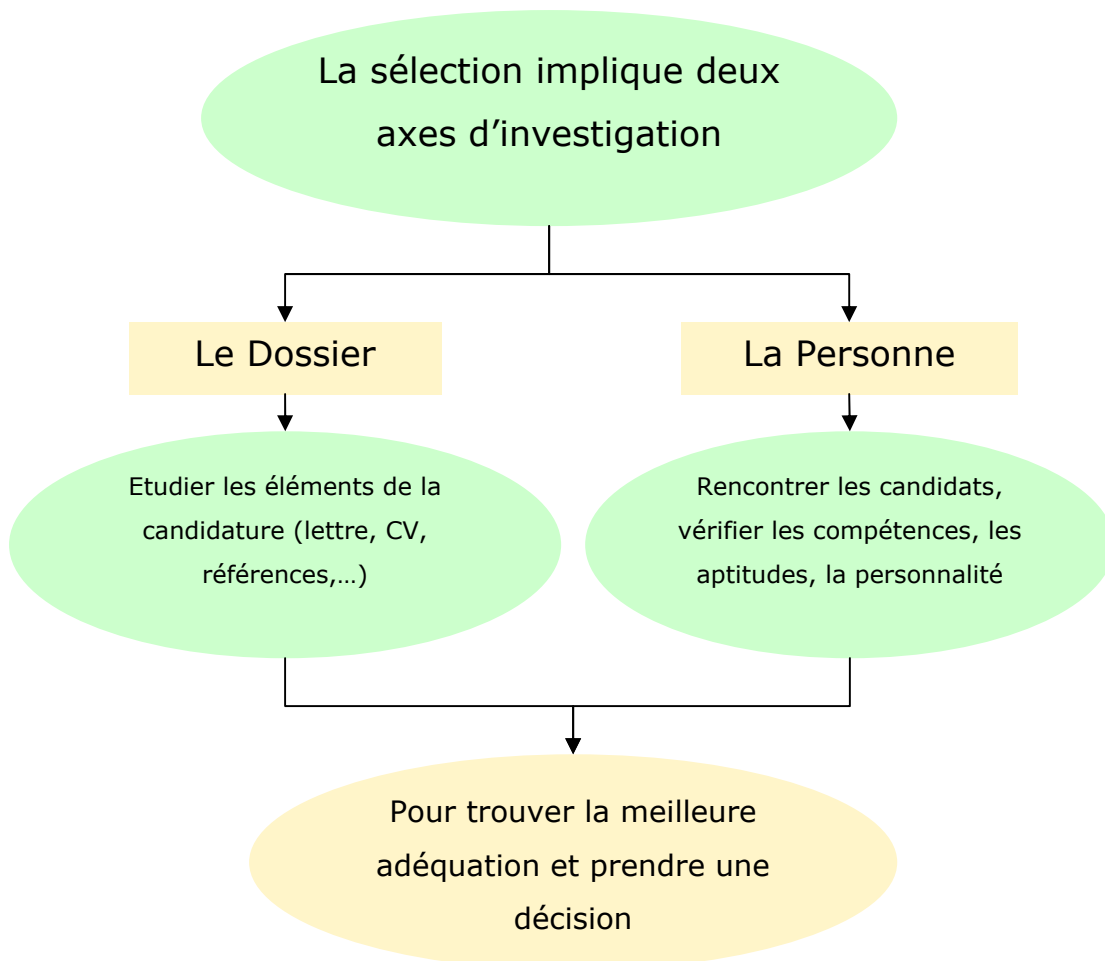 La sélection implique deux
axes d’investigation
Le Dossier
La Personne
Etudier les éléments de la
candidature (lettre, CV,
références,…)
Rencontrer les candidats,
vérifier les compétences, les
aptitudes, la personnalité
Pour trouver la meilleure
adéquation et prendre une
décision